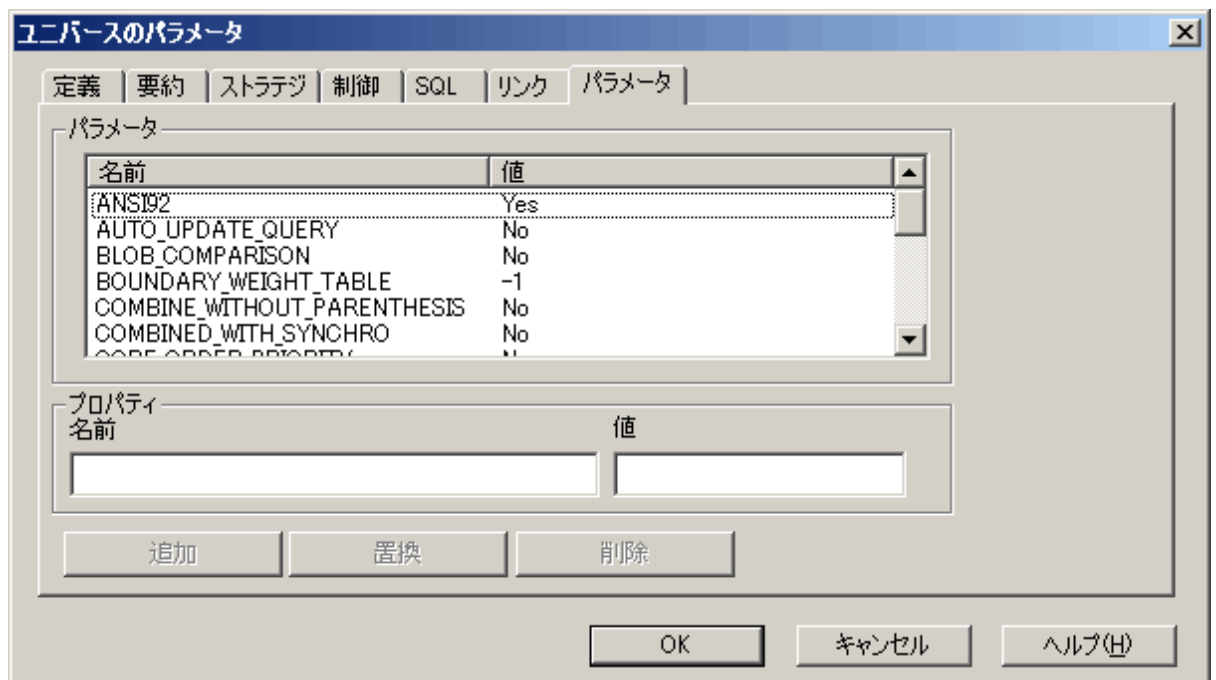 ユニバースのパラメータ
定義 要約 ストラテジ 制御 SQL リンク パラメータ
パラメータ
名前 値
ANSI92 Yes
AUTO_UPDATE_QUERY No
BLOB_COMPARISON No
BOUNDARY_WEIGHT_TABLE -1
COMBINE_WITHOUT_PARENTHESIS No
COMBINED_WITH_SYNCHRO No
プロパティ
名前 値
追加 置換 削除
OK キャンセル ヘルプ(H)